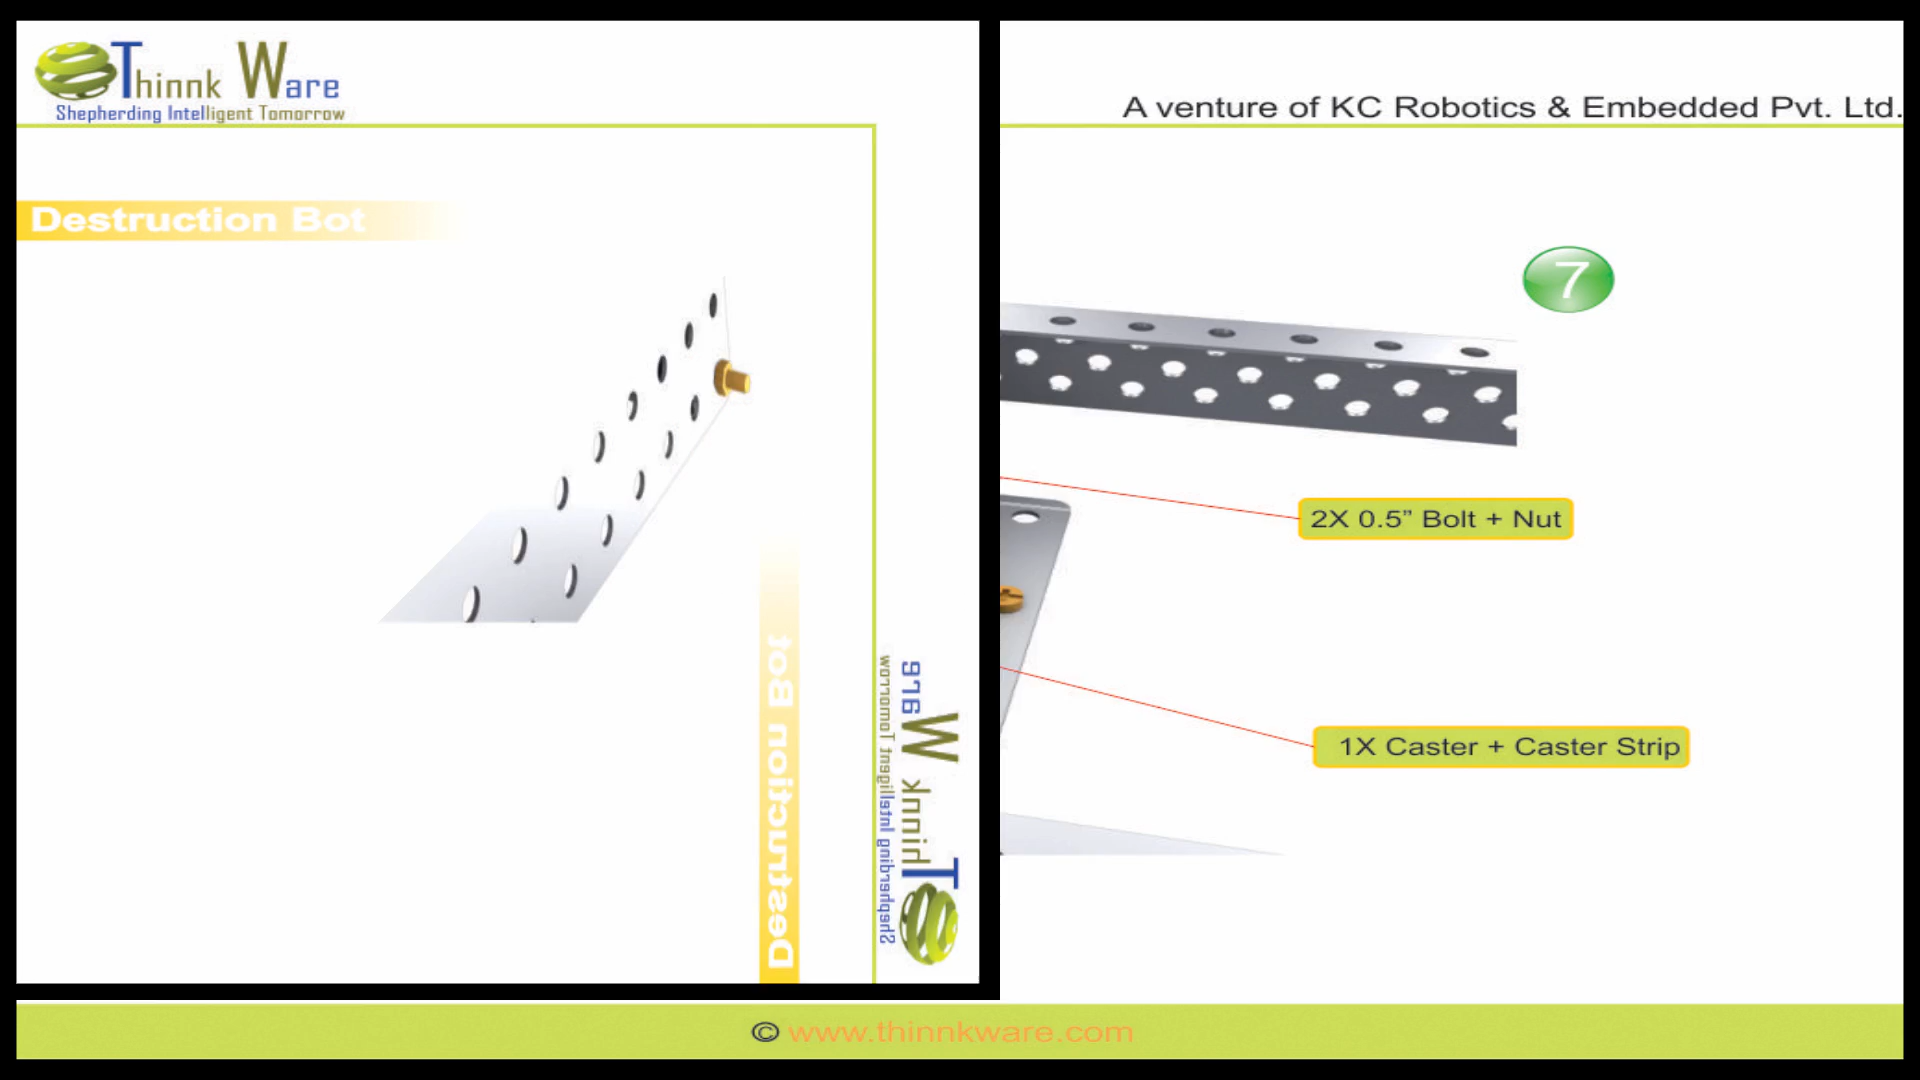 Thinnk Ware
Shepherding Intelligent Tomorrow
A venture of KC Robotics & Embedded Pvt. Ltd.
Destruction Bot
7
2X 0.5” Bolt + Nut
1X Caster + Caster Strip
Destruction Bot
Thinnk Ware
Shepherding Intelligent Tomorrow
© www.thinnkware.com